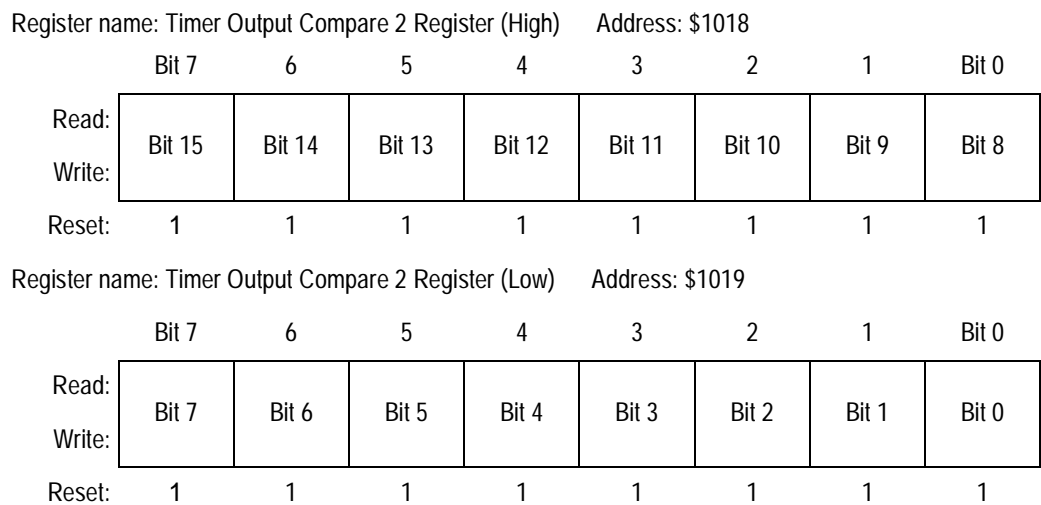 Register name: Timer Output Compare 2 Register (High) Address: $1018
Bit 7 6 5 4 3 2 1 Bit 0
Read:
Bit 15 Bit 14 Bit 13 Bit 12 Bit 11 Bit 10 Bit 9 Bit 8
Write:
Reset: 1 1 1 1 1 1 1 1
Register name: Timer Output Compare 2 Register (Low) Address: $1019
Bit 7 6 5 4 3 2 1 Bit 0
Read:
Bit 7 Bit 6 Bit 5 Bit 4 Bit 3 Bit 2 Bit 1 Bit 0
Write:
Reset: 1 1 1 1 1 1 1 1